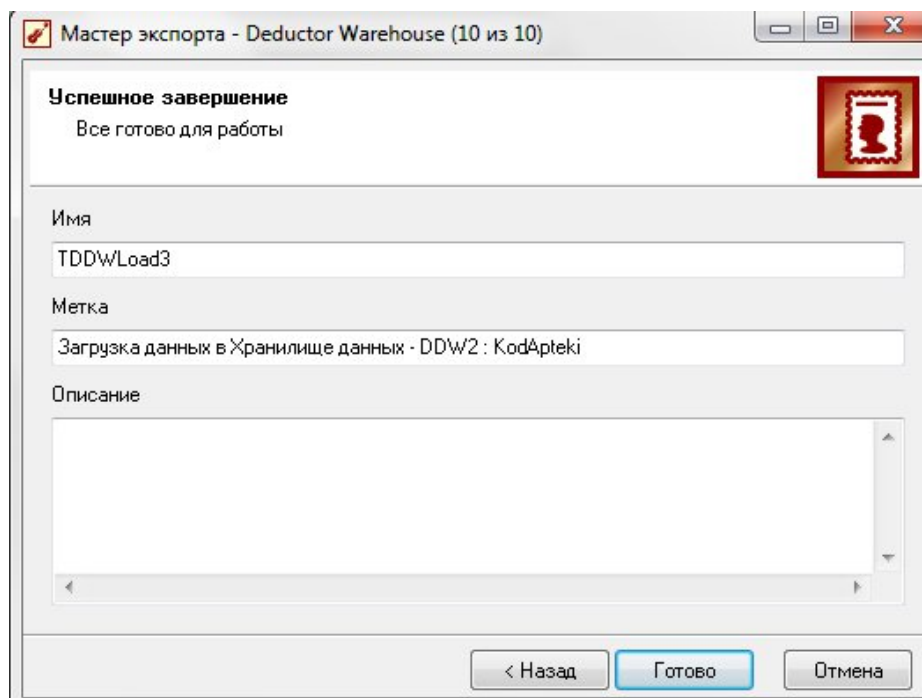 Мастер экспорта - Deductor Warehouse (10 из 10)
Успешное завершение
Все готово для работы
Имя
TDDWLoad3
Метка
Загрузка данных в Хранилище данных - DDW2 : KodApteki
Описание
< Назад Готово Отмена